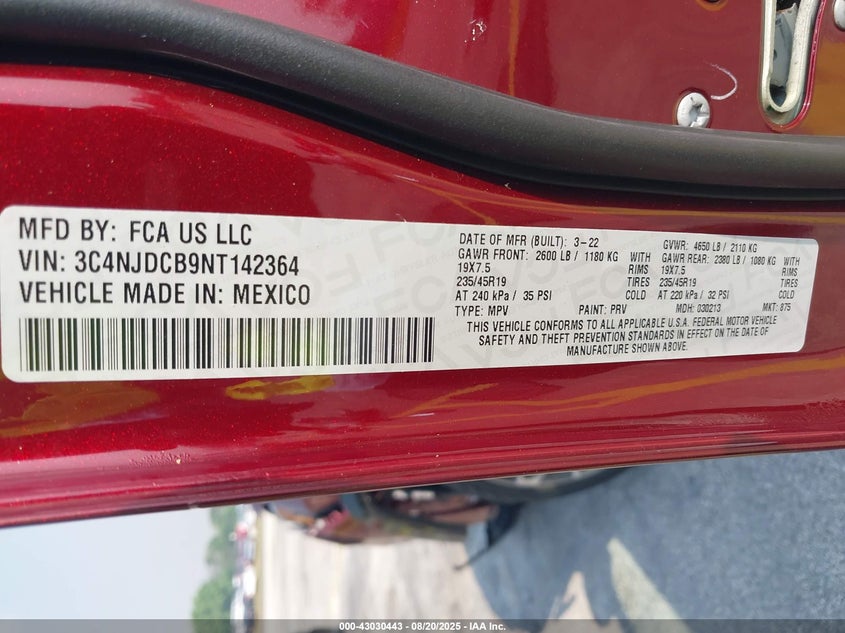 MFD BY: FCA US LLC
VIN: 3C4NJDCB9NT142364
VEHICLE MADE IN: MEXICO
DATE OF MFR (BUILT): 3-22 GVWR: 4650 LB / 2110 KG
GAWR FRONT: 2600 LB / 1180 KG WITH GAWR REAR: 2380 LB / 1080 KG WITH
19X7.5 RIMS 19X7.5 RIMS
235/45R19 TIRES 235/45R19 TIRES
AT 240 kPa / 35 PSI COLD AT 220 kPa / 32 PSI COLD
TYPE: MPV PAINT: PRV MDH: 030213 MKT: 875
THIS VEHICLE CONFORMS TO ALL APPLICABLE U.S.A. FEDERAL MOTOR VEHICLE
SAFETY AND THEFT PREVENTION STANDARDS IN EFFECT ON THE DATE OF
MANUFACTURE SHOWN ABOVE.
000-43030443 - 08/20/2025 - IAA Inc.